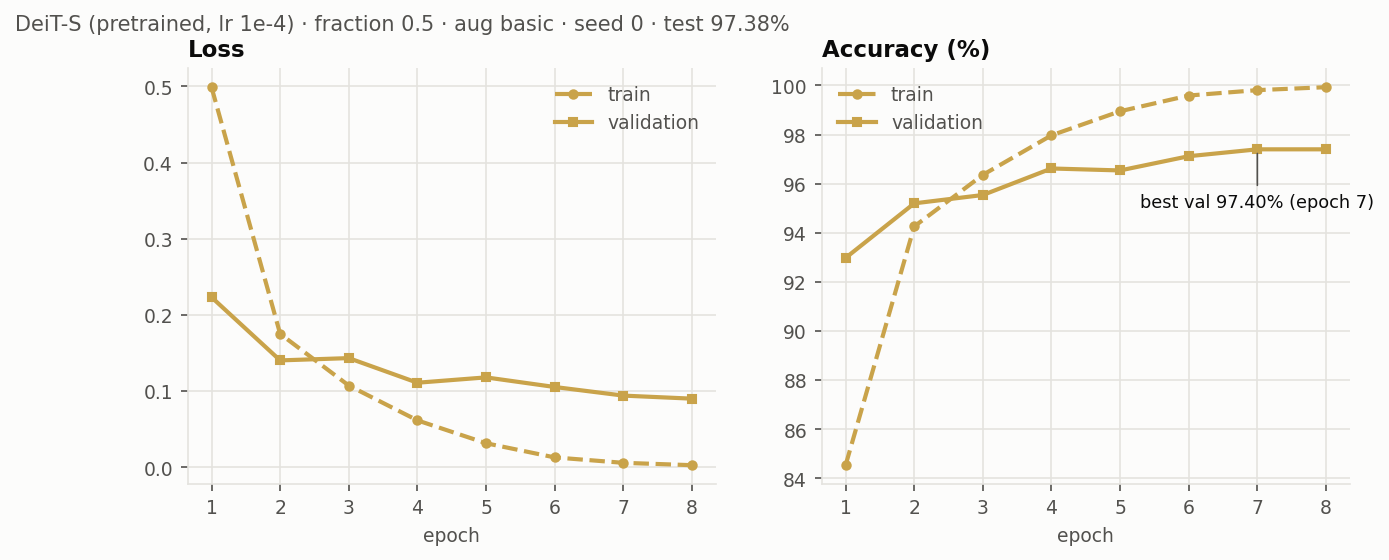 DeiT-S (pretrained, lr 1e-4) · fraction 0.5 · aug basic · seed 0 · test 97.38%
Loss
0.5
0.4
0.3
0.2
0.1
0.0
train
validation
1 2 3 4 5 6 7 8
epoch
Accuracy (%)
100
98
96
94
92
90
88
86
84
train
validation
best val 97.40% (epoch 7)
1 2 3 4 5 6 7 8
epoch